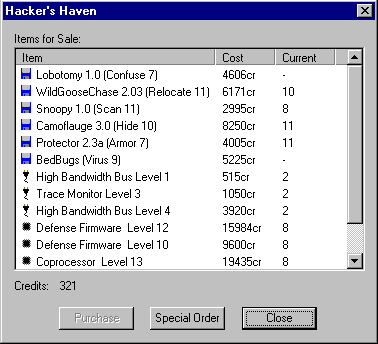 Hacker's Haven
Items for Sale:
Item Cost Current
Lobotomy 1.0 (Confuse 7) 4606cr -
WildGooseChase 2.03 (Relocate 11) 6171cr 10
Snoopy 1.0 (Scan 11) 2995cr 8
Camoflauge 3.0 (Hide 10) 8250cr 11
Protector 2.3a (Armor 7) 4005cr 11
BedBugs (Virus 9) 5225cr -
High Bandwidth Bus Level 1 515cr 2
Trace Monitor Level 3 1050cr 2
High Bandwidth Bus Level 4 3920cr 2
Defense Firmware Level 12 15984cr 8
Defense Firmware Level 10 9600cr 8
Coprocessor Level 13 19435cr 8
Credits: 321
Purchase Special Order Close